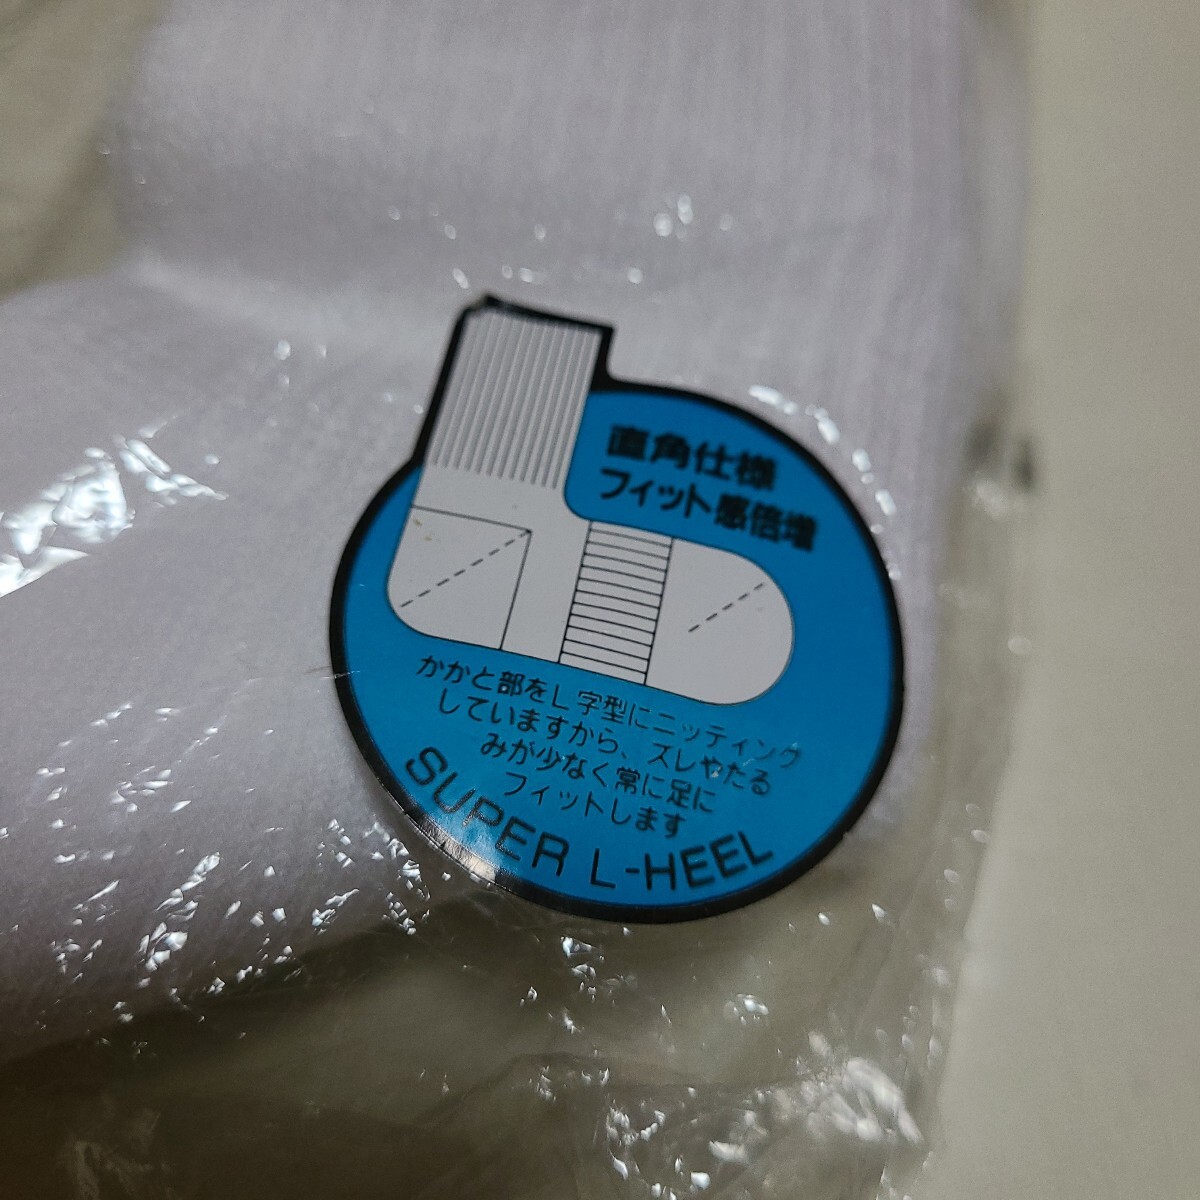 直角仕様
フィット感倍増
かかと部をL字型にニッティング
していますから、ズレやたる
みが少なく常に足に
フィットします
SUPER L-HEEL